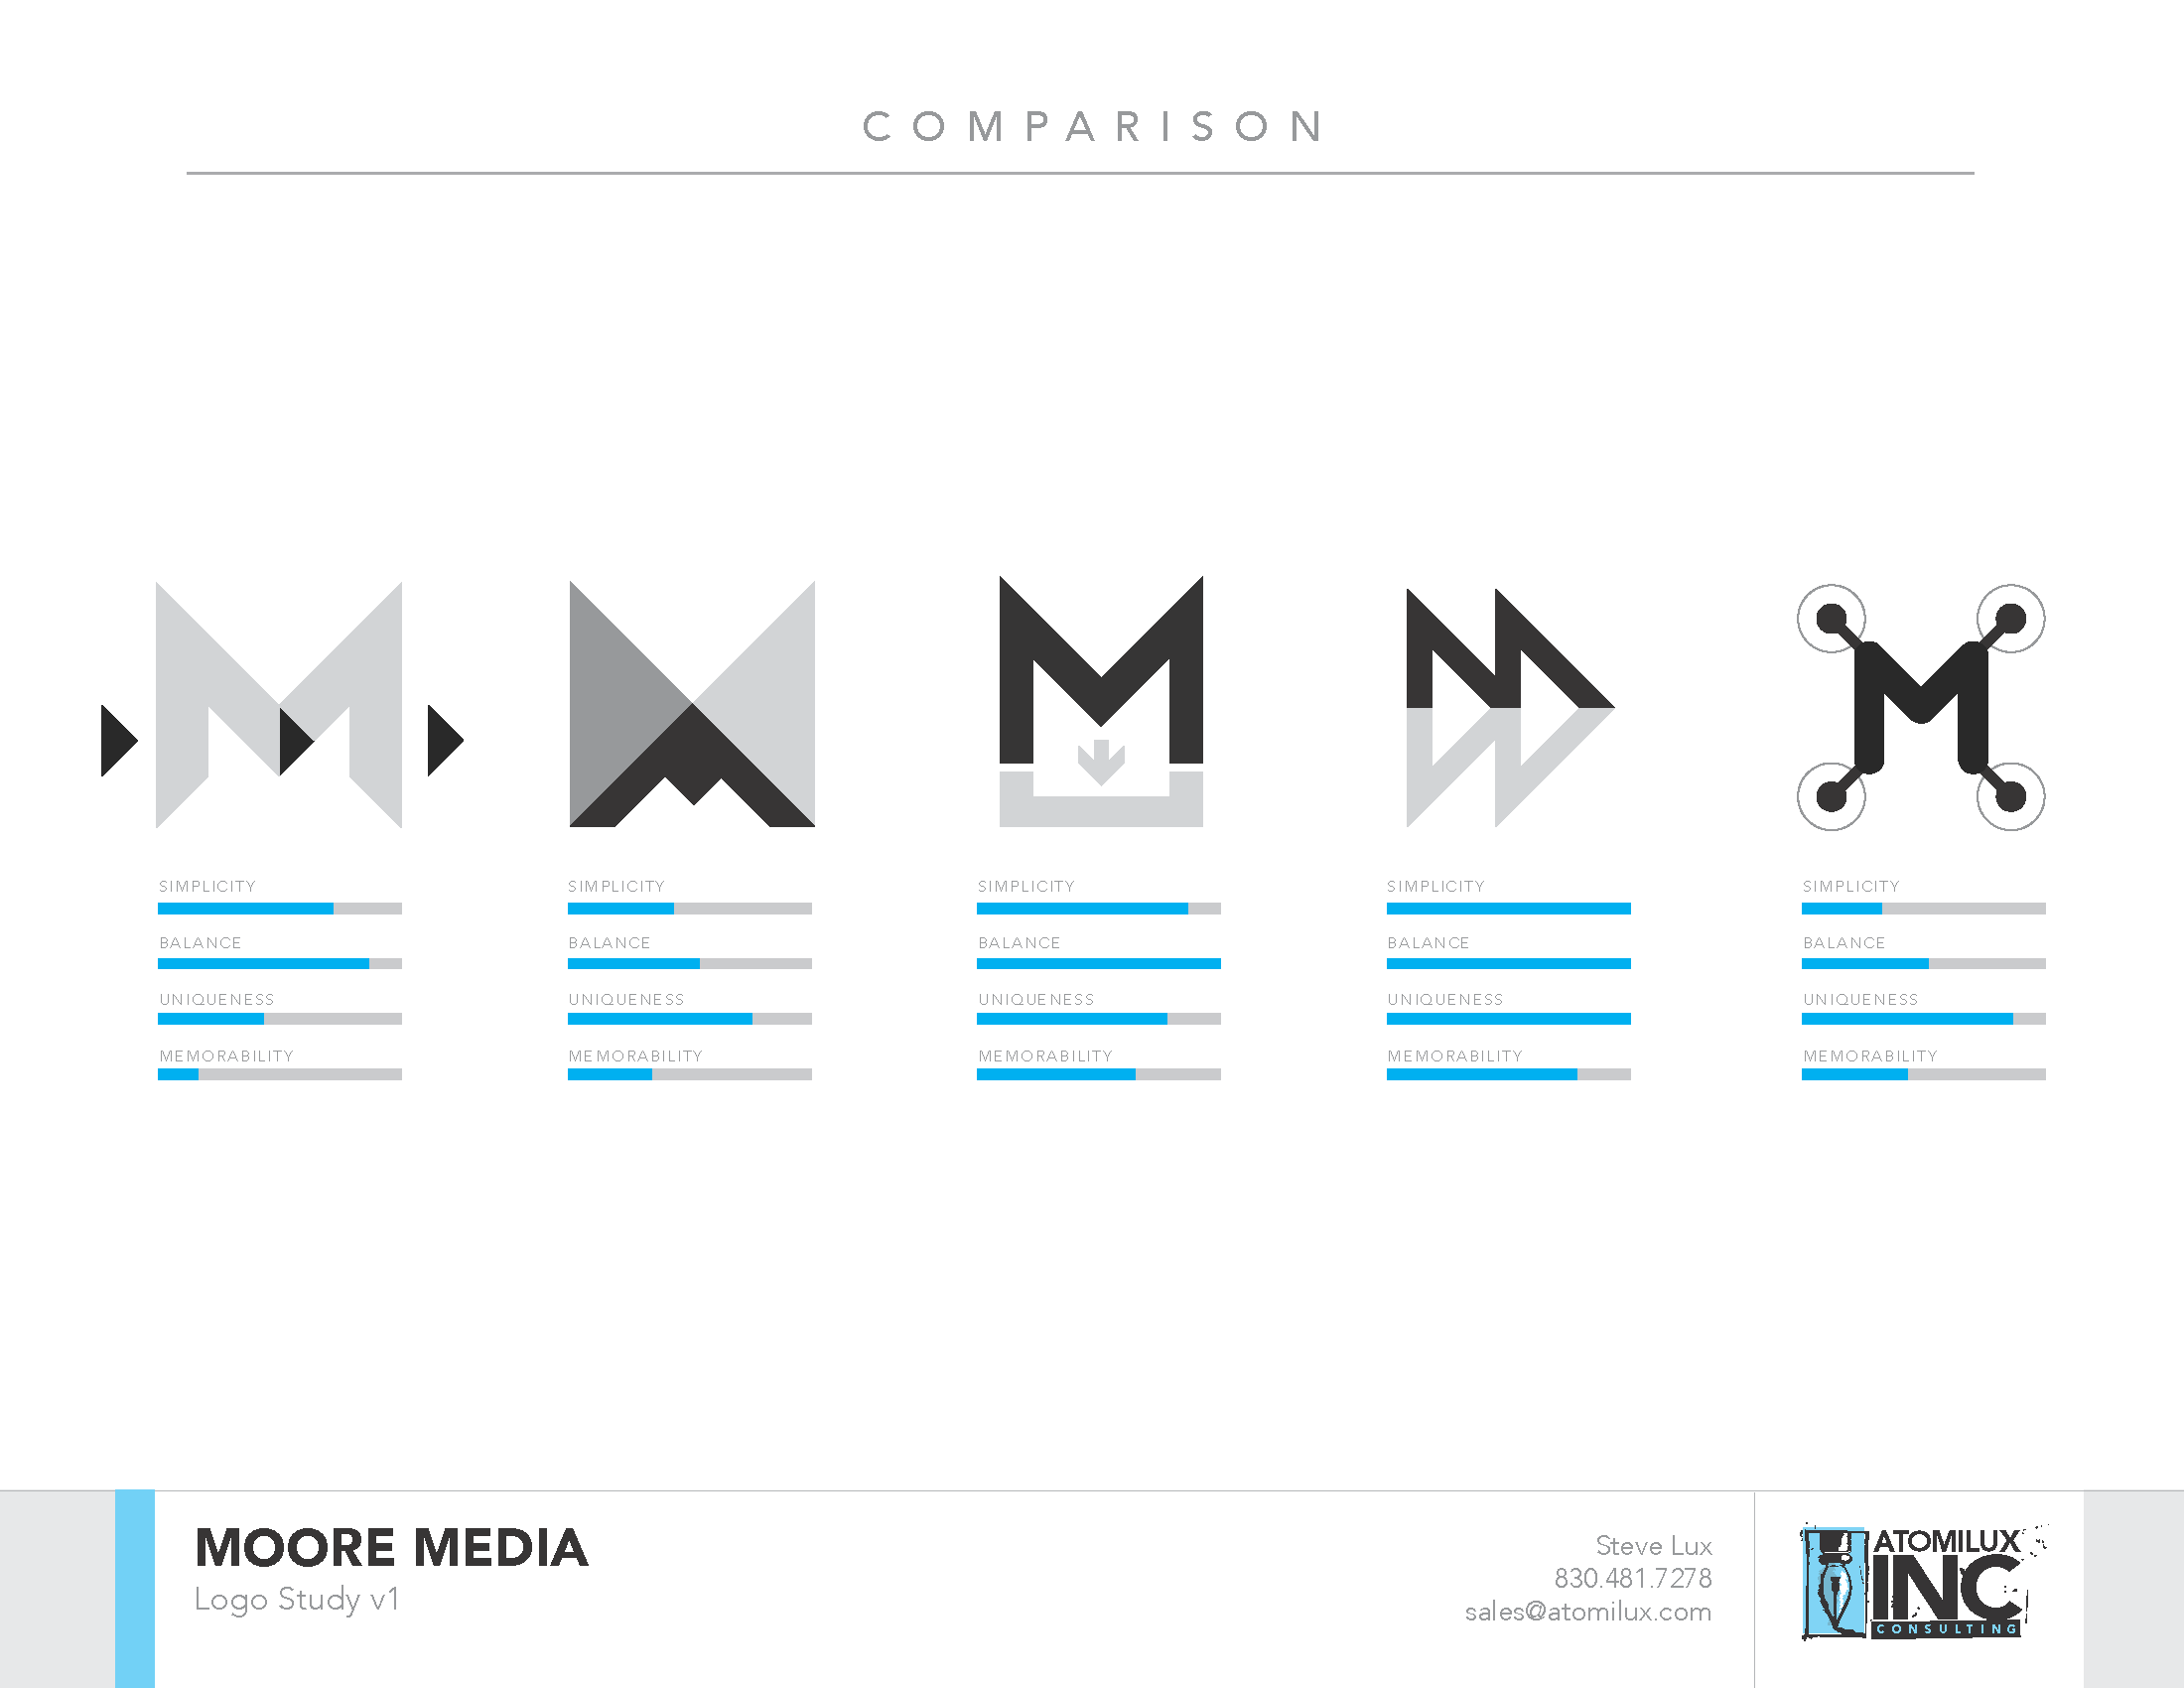 COMPARISON
SIMPLICITY
BALANCE
UNIQUENESS
MEMORABILITY
SIMPLICITY
BALANCE
UNIQUENESS
MEMORABILITY
SIMPLICITY
BALANCE
UNIQUENESS
MEMORABILITY
SIMPLICITY
BALANCE
UNIQUENESS
MEMORABILITY
SIMPLICITY
BALANCE
UNIQUENESS
MEMORABILITY
MOORE MEDIA
Logo Study v1
Steve Lux
830.481.7278
sales@atomilux.com
ATOMILUX
INC
CONSULTING